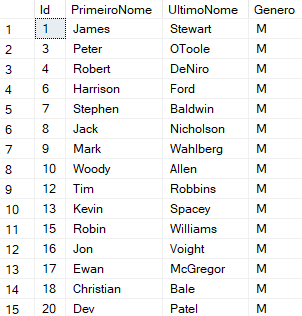 Id PrimeiroNome UltimoNome Genero
1 1 James Stewart M
2 3 Peter OToole M
3 4 Robert DeNiro M
4 6 Harrison Ford M
5 7 Stephen Baldwin M
6 8 Jack Nicholson M
7 9 Mark Wahlberg M
8 10 Woody Allen M
9 12 Tim Robbins M
10 13 Kevin Spacey M
11 15 Robin Williams M
12 16 Jon Voight M
13 17 Ewan McGregor M
14 18 Christian Bale M
15 20 Dev Patel M